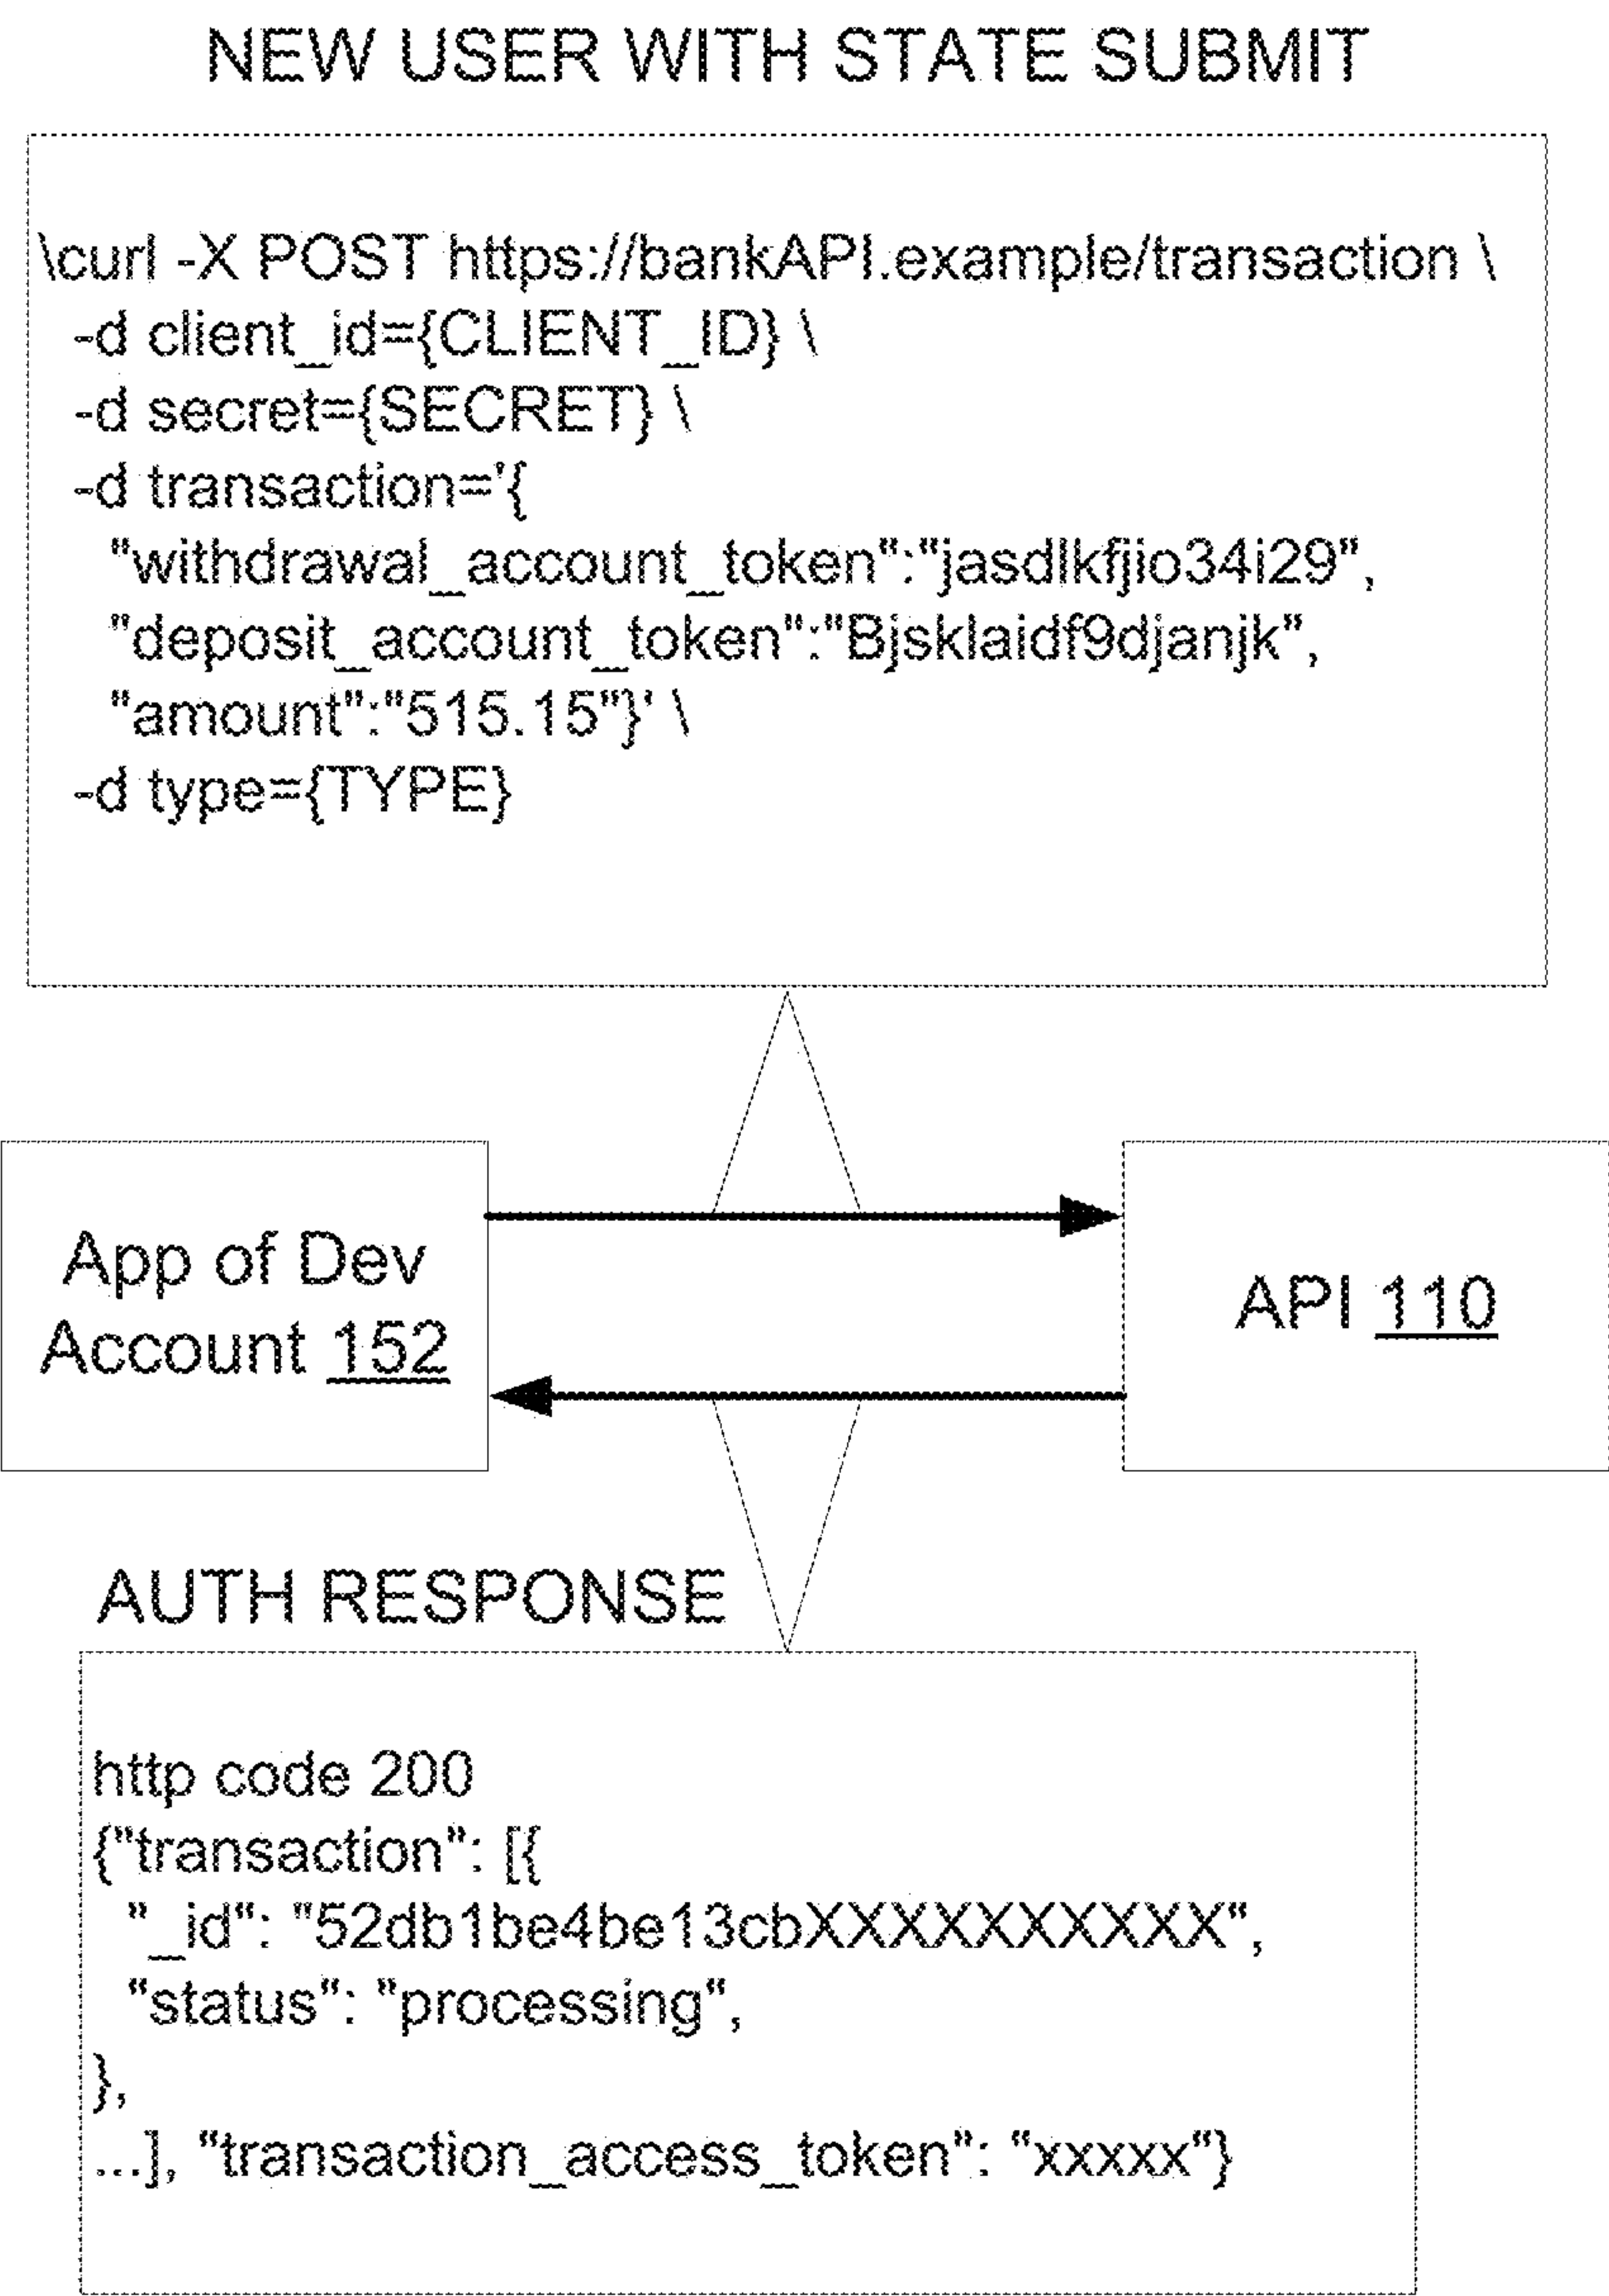 NEW USER WITH STATE SUBMIT
\curl -X POST https://bankAPI.example/transaction \
-d client_id={CLIENT_ID} \
-d secret={SECRET} \
-d transaction='{
"withdrawal_account_token":"jasdlkfjio34i29",
"deposit_account_token":"Bjsklaidf9djanjk",
"amount":"515.15"}' \
-d type={TYPE}
App of Dev
Account 152
API 110
AUTH RESPONSE
http code 200
{"transaction": [{
"_id": "52db1be4be13cbXXXXXXXXXX“,
“status": "processing",
},
...], “transaction_access_token": “xxxxx"}